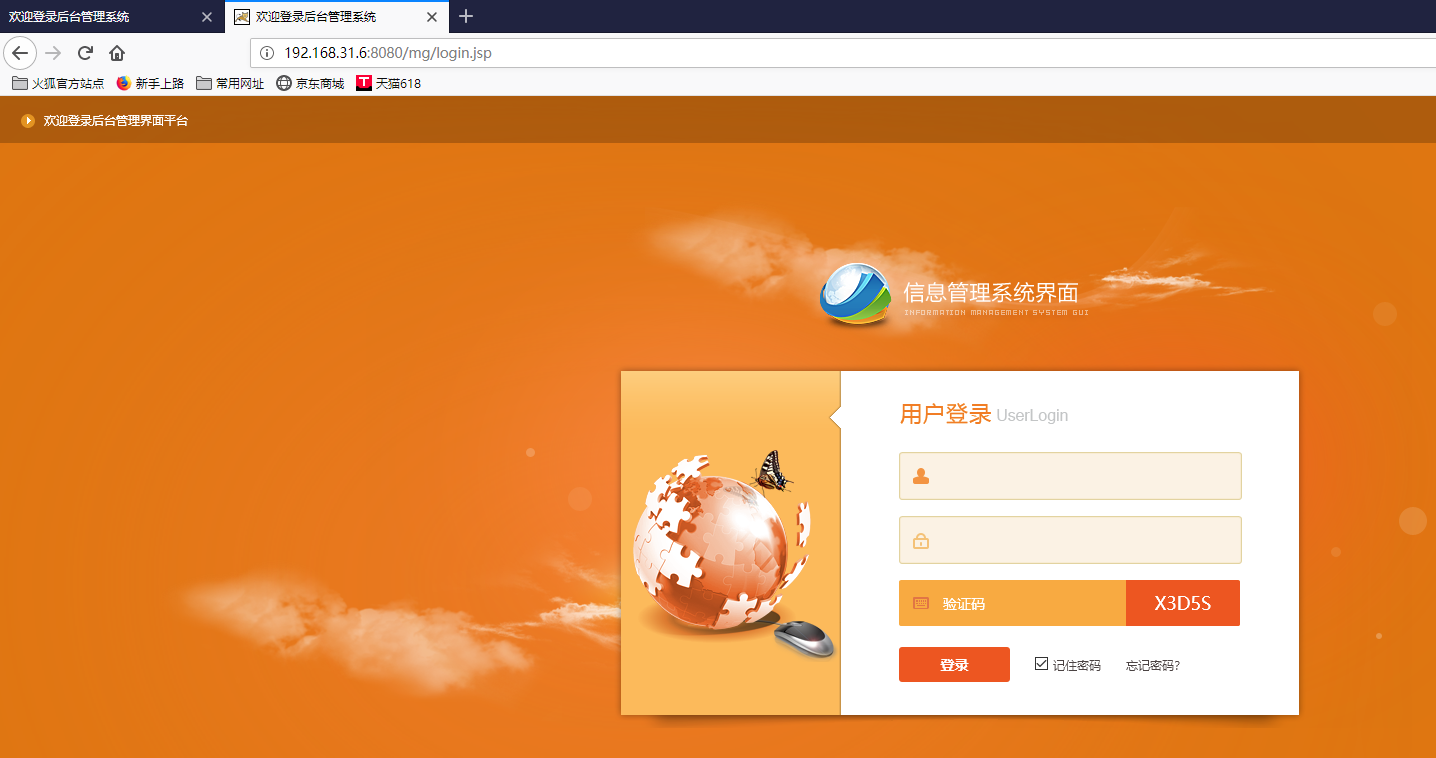 欢迎登录后台管理系统
欢迎登录后台管理系统
192.168.31.6:8080/mg/login.jsp
火狐官方站点 新手上路 常用网址 京东商城 T 天猫618
欢迎登录后台管理界面平台
信息管理系统界面
INFORMATION MANAGEMENT SYSTEM GUI
用户登录 UserLogin
验证码 X3D5S
登录 记住密码 忘记密码?